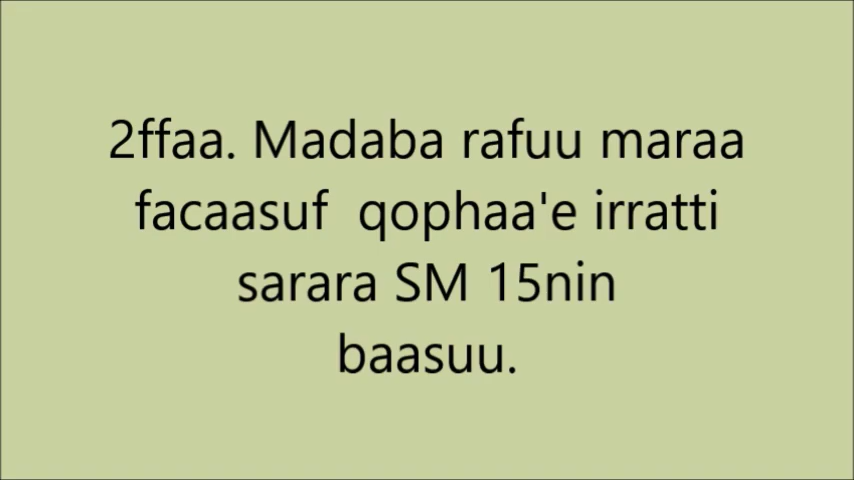 2ffaa. Madaba rafuu maraa
facaasuf  qophaa'e irratti
sarara SM 15nin
baasuu.